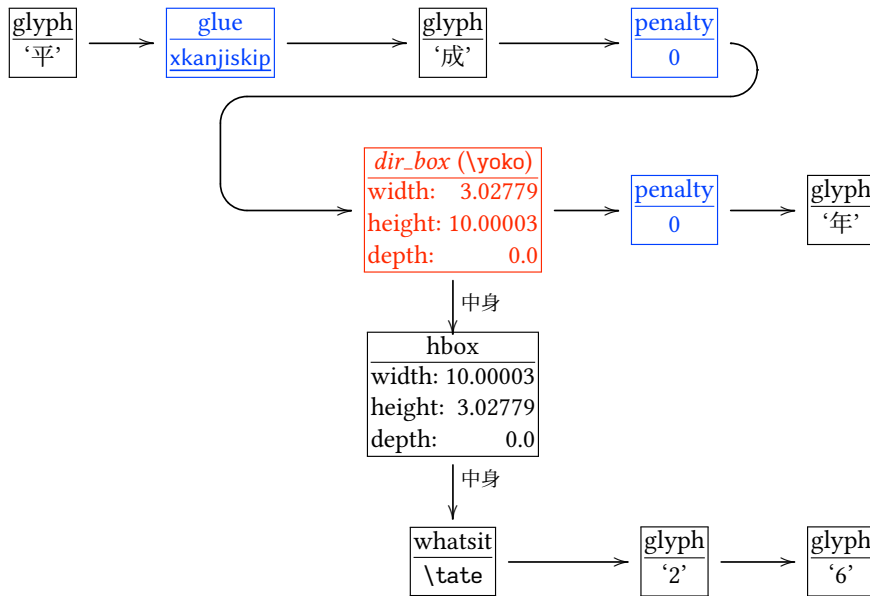 glyph
‘平’
glue
xkanjiskip
glyph
‘成’
penalty
0
dir_box (\yoko)
width: 3.02779
height: 10.00003
depth: 0.0
penalty
0
glyph
‘年’
中身
hbox
width: 10.00003
height: 3.02779
depth: 0.0
中身
whatsit
\tate
glyph
‘2’
glyph
‘6’